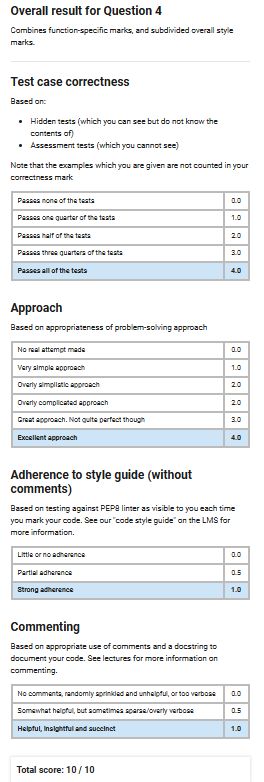 Overall result for Question 4
Combines function-specific marks, and subdivided overall style
marks.
Test case correctness
Based on:
• Hidden tests (which you can see but do not know the
contents of)
• Assessment tests (which you cannot see)
Note that the examples which you are given are not counted in your
correctness mark
Passes none of the tests 0.0
Passes one quarter of the tests 1.0
Passes half of the tests 2.0
Passes three quarters of the tests 3.0
Passes all of the tests 4.0
Approach
Based on appropriateness of problem-solving approach
No real attempt made 0.0
Very simple approach 1.0
Overly simplistic approach 2.0
Overly complicated approach 2.0
Great approach. Not quite perfect though 3.0
Excellent approach 4.0
Adherence to style guide (without
comments)
Based on testing against PEP8 linter as visible to you each time
you mark your code. See our "code style guide" on the LMS for
more information.
Little or no adherence 0.0
Partial adherence 0.5
Strong adherence 1.0
Commenting
Based on appropriate use of comments and a docstring to
document your code. See lectures for more information on
commenting.
No comments, randomly sprinkled and unhelpful, or too verbose 0.0
Somewhat helpful, but sometimes sparse/overly verbose 0.5
Helpful, insightful and succinct 1.0
Total score: 10 / 10